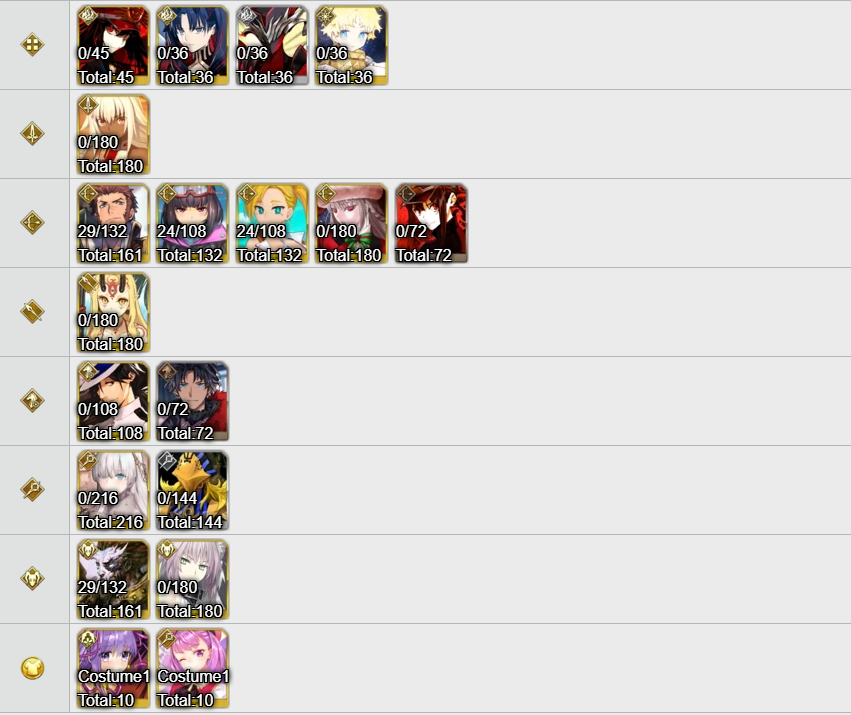 0/45
Total:45
0/36
Total:36
0/36
Total:36
0/36
Total:36
0/180
Total:180
29/132
Total:161
24/108
Total:132
24/108
Total:132
0/180
Total:180
0/72
Total:72
0/180
Total:180
0/108
Total:108
0/72
Total:72
0/216
Total:216
0/144
Total:144
29/132
Total:161
0/180
Total:180
Costume1
Total:10
Costume1
Total:10